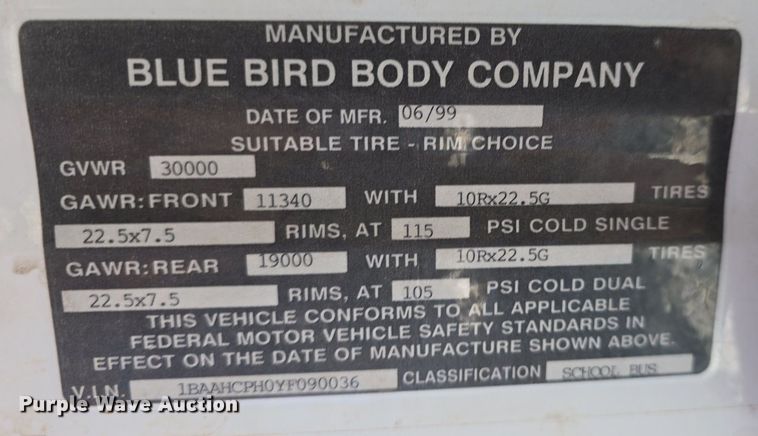 MANUFACTURED BY
BLUE BIRD BODY COMPANY
DATE OF MFR. 06/99
SUITABLE TIRE - RIM CHOICE
GVWR 30000
GAWR: FRONT 11340 WITH 10Rx22.5G TIRES
22.5x7.5 RIMS, AT 115 PSI COLD SINGLE
GAWR: REAR 19000 WITH 10Rx22.5G TIRES
22.5x7.5 RIMS, AT 105 PSI COLD DUAL
THIS VEHICLE CONFORMS TO ALL APPLICABLE
FEDERAL MOTOR VEHICLE SAFETY STANDARDS IN
EFFECT ON THE DATE OF MANUFACTURE SHOWN ABOVE.
V.I.N. 1BAAHCPH0YF090036 CLASSIFICATION SCHOOL BUS
Purple Wave Auction